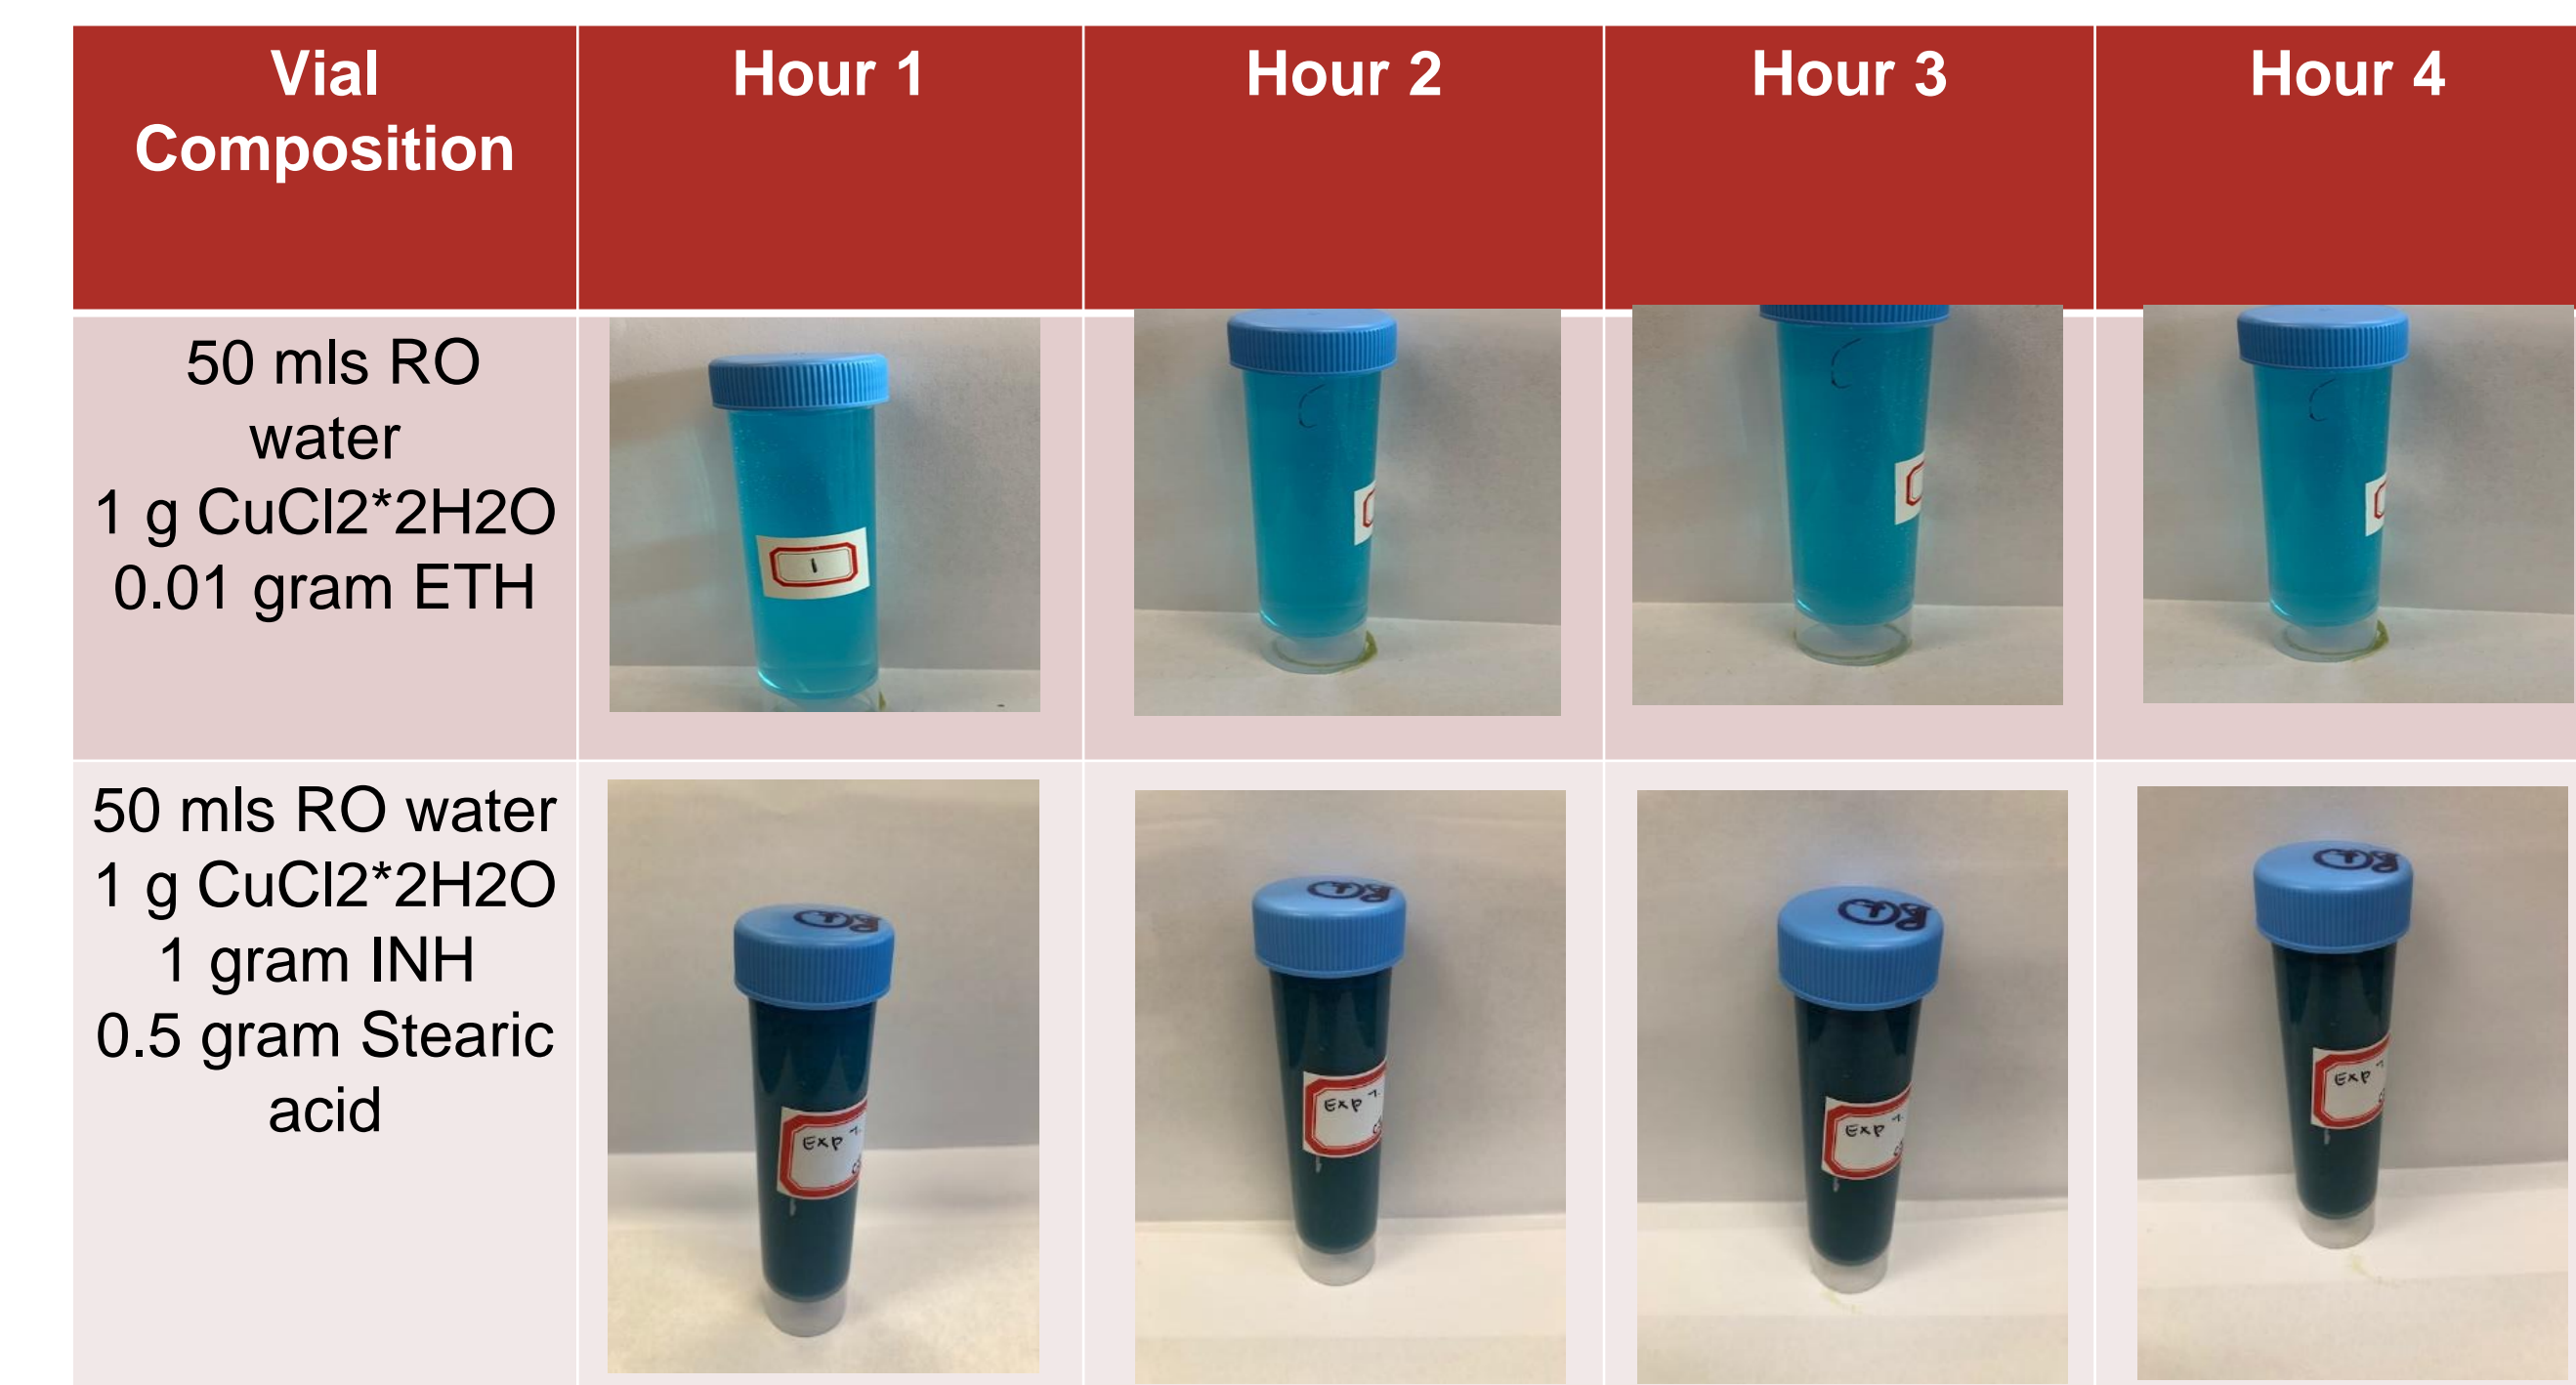 Vial
Composition
Hour 1
Hour 2
Hour 3
Hour 4
50 mls RO
water
1 g CuCl2*2H2O
0.01 gram ETH
1
C
C
C
50 mls RO water
1 g CuCl2*2H2O
1 gram INH
0.5 gram Stearic
acid
Exp
Exp
Exp
Exp